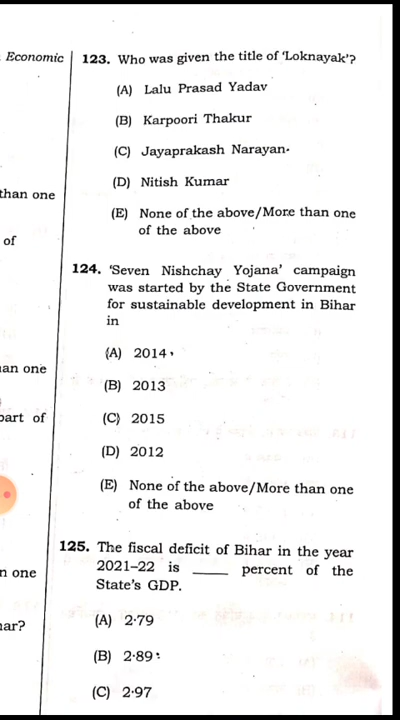 Economic
than one
of
an one
part of
n one
nar?
123. Who was given the title of ‘Loknayak’?
(A) Lalu Prasad Yadav
(B) Karpoori Thakur
(C) Jayaprakash Narayan
(D) Nitish Kumar
(E) None of the above/More than one
of the above
124. ‘Seven Nishchay Yojana’ campaign
was started by the State Government
for sustainable development in Bihar
in
(A) 2014
(B) 2013
(C) 2015
(D) 2012
(E) None of the above/More than one
of the above
125. The fiscal deficit of Bihar in the year
2021–22 is ____ percent of the
State’s GDP.
(A) 2·79
(B) 2·89
(C) 2·97